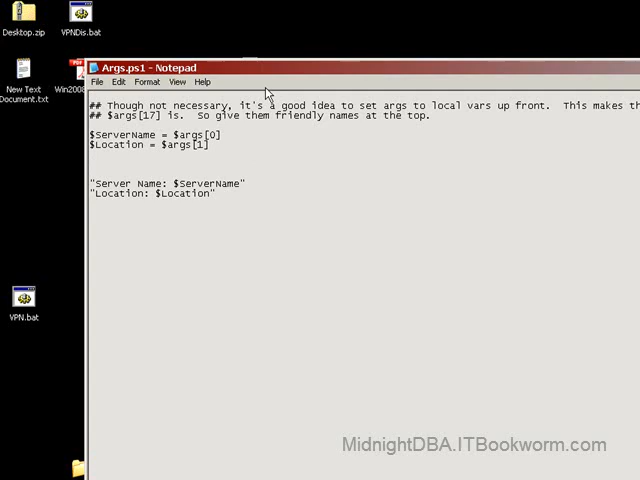 Desktop.zip
VPNDis.bat
New Text
Document.txt
Win2008
VPN.bat
Args.ps1 - Notepad
File Edit Format View Help
## Though not necessary, it's a good idea to set args to local vars up front. This makes th
## $args[17] is. So give them friendly names at the top.
$ServerName = $args[0]
$Location = $args[1]
"Server Name: $ServerName"
"Location: $Location"
MidnightDBA.ITBookworm.com